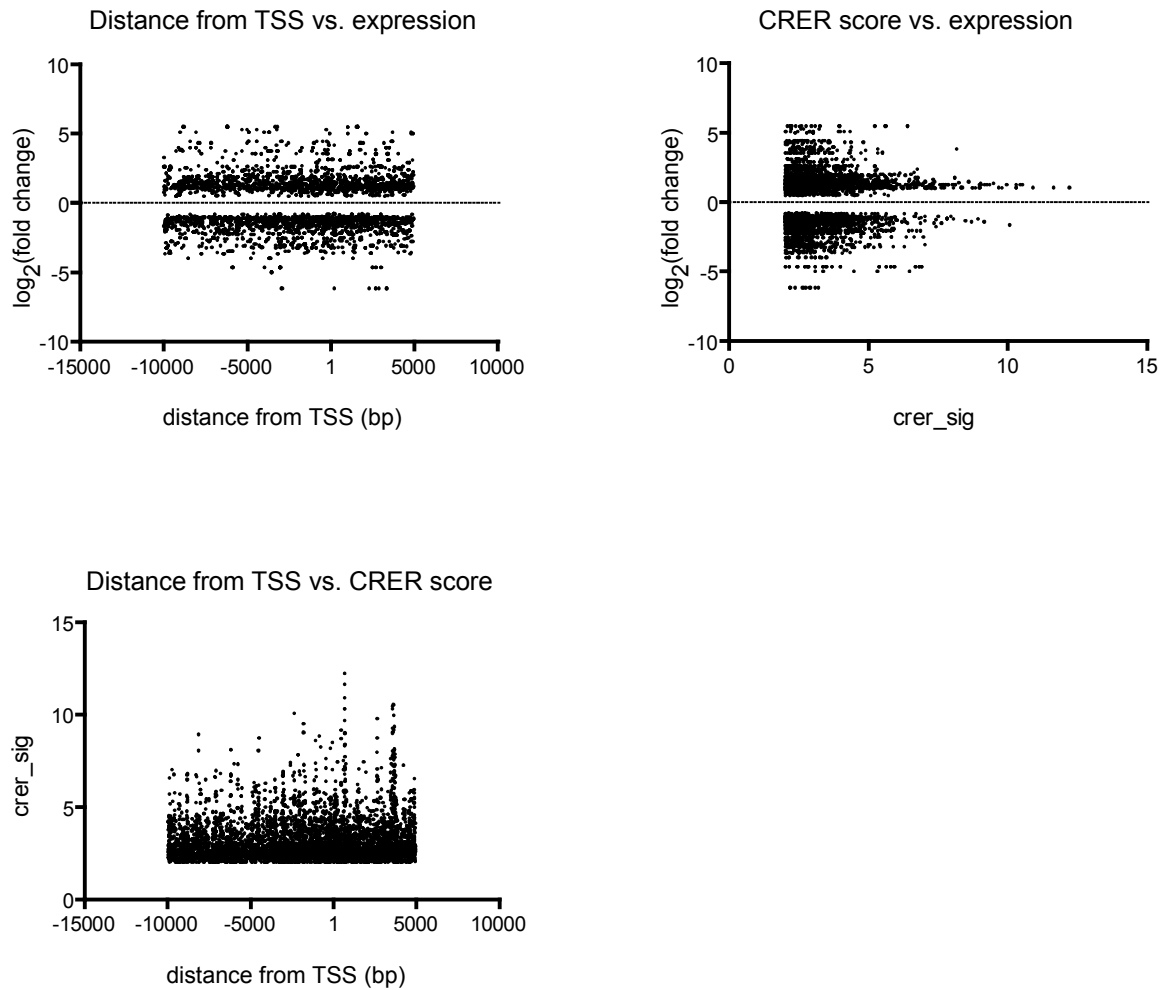 Distance from TSS vs. expression
10
5
0
-5
-10
log2(fold change)
-15000 -10000 -5000 1 5000 10000
distance from TSS (bp)
CRER score vs. expression
10
5
0
-5
-10
log2(fold change)
0 5 10 15
crer_sig
Distance from TSS vs. CRER score
15
10
5
0
crer_sig
-15000 -10000 -5000 1 5000 10000
distance from TSS (bp)